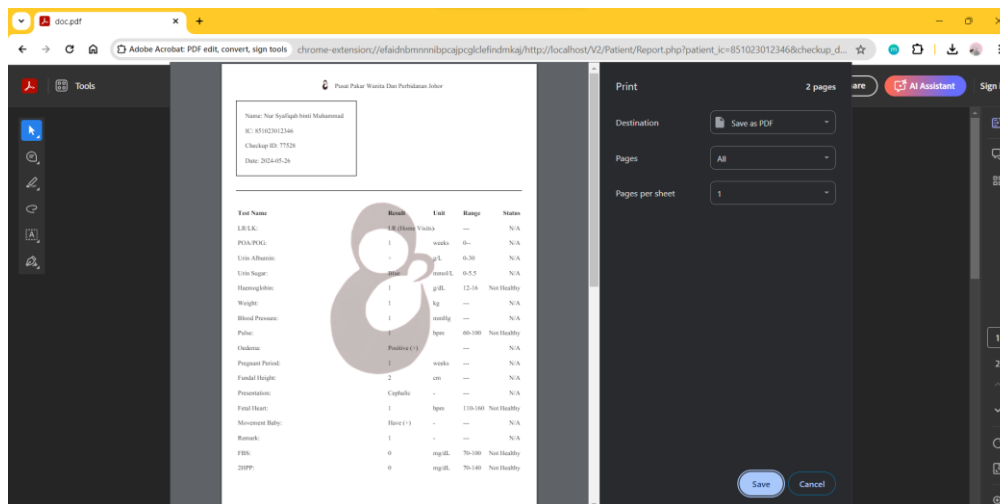 doc.pdf
Adobe Acrobat: PDF edit, convert, sign tools chrome-extension://efaidnbmnnnibpcajpcglclefindmkaj/http://localhost/V2/Patient/Report.php?patient_ic=851023012346&checkup_d...
Tools
are
AI Assistant
Sign
Pusat Pakar Wanita Dan Perbidanan Johor
Name: Nur Syafiqah binti Muhammad
IC: 851023012346
Checkup ID: 77528
Date: 2024-05-26
Test Name Result Unit Range Status
LR/LK: LR (Home Visits) --- N/A
POA/POG: 1 weeks 0-- N/A
Urin Albumin: - g/L 0-30 N/A
Urin Sugar: Blue mmol/L 0-5.5 N/A
Haemoglobin: 1 g/dL 12-16 Not Healthy
Weight: 1 kg --- N/A
Blood Pressure: 1 mmHg --- N/A
Pulse: 1 bpm 60-100 Not Healthy
Oedema: Positive (+) --- N/A
Pregnant Period: 1 weeks --- N/A
Fundal Height: 2 cm --- N/A
Presentation: Cephalic - --- N/A
Fetal Heart: 1 bpm 110-160 Not Healthy
Movement Baby: Have (+) - --- N/A
Remark: 1 - --- N/A
FBS: 0 mg/dL 70-100 Not Healthy
2HPP: 0 mg/dL 70-140 Not Healthy
Print 2 pages
Destination Save as PDF
Pages All
Pages per sheet 1
Save Cancel
1
2